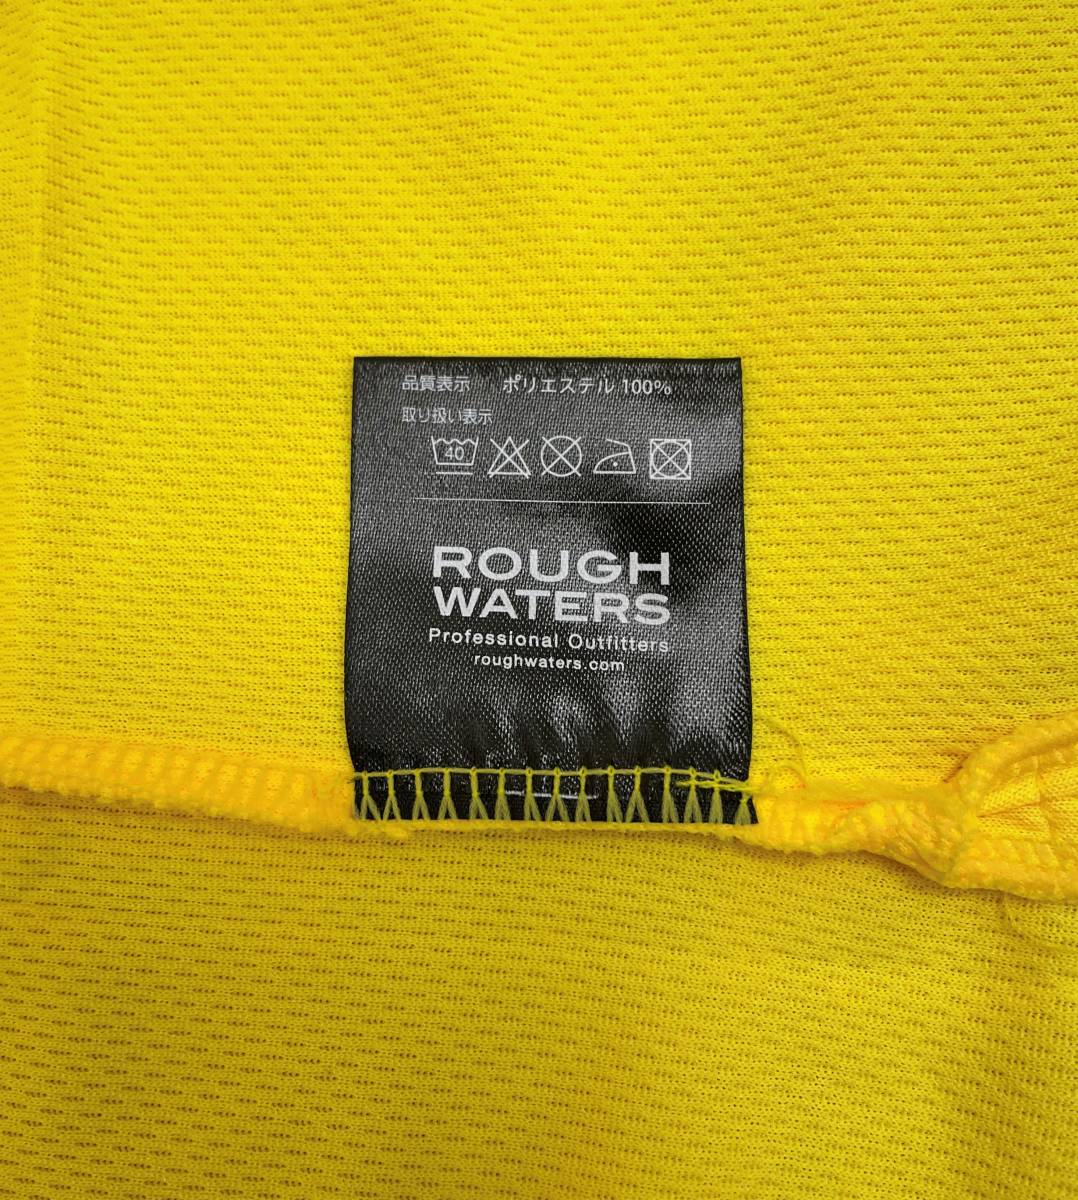 品質表示 ポリエステル 100%
取り扱い表示
40
ROUGH
WATERS
Professional Outfitters
roughwaters.com